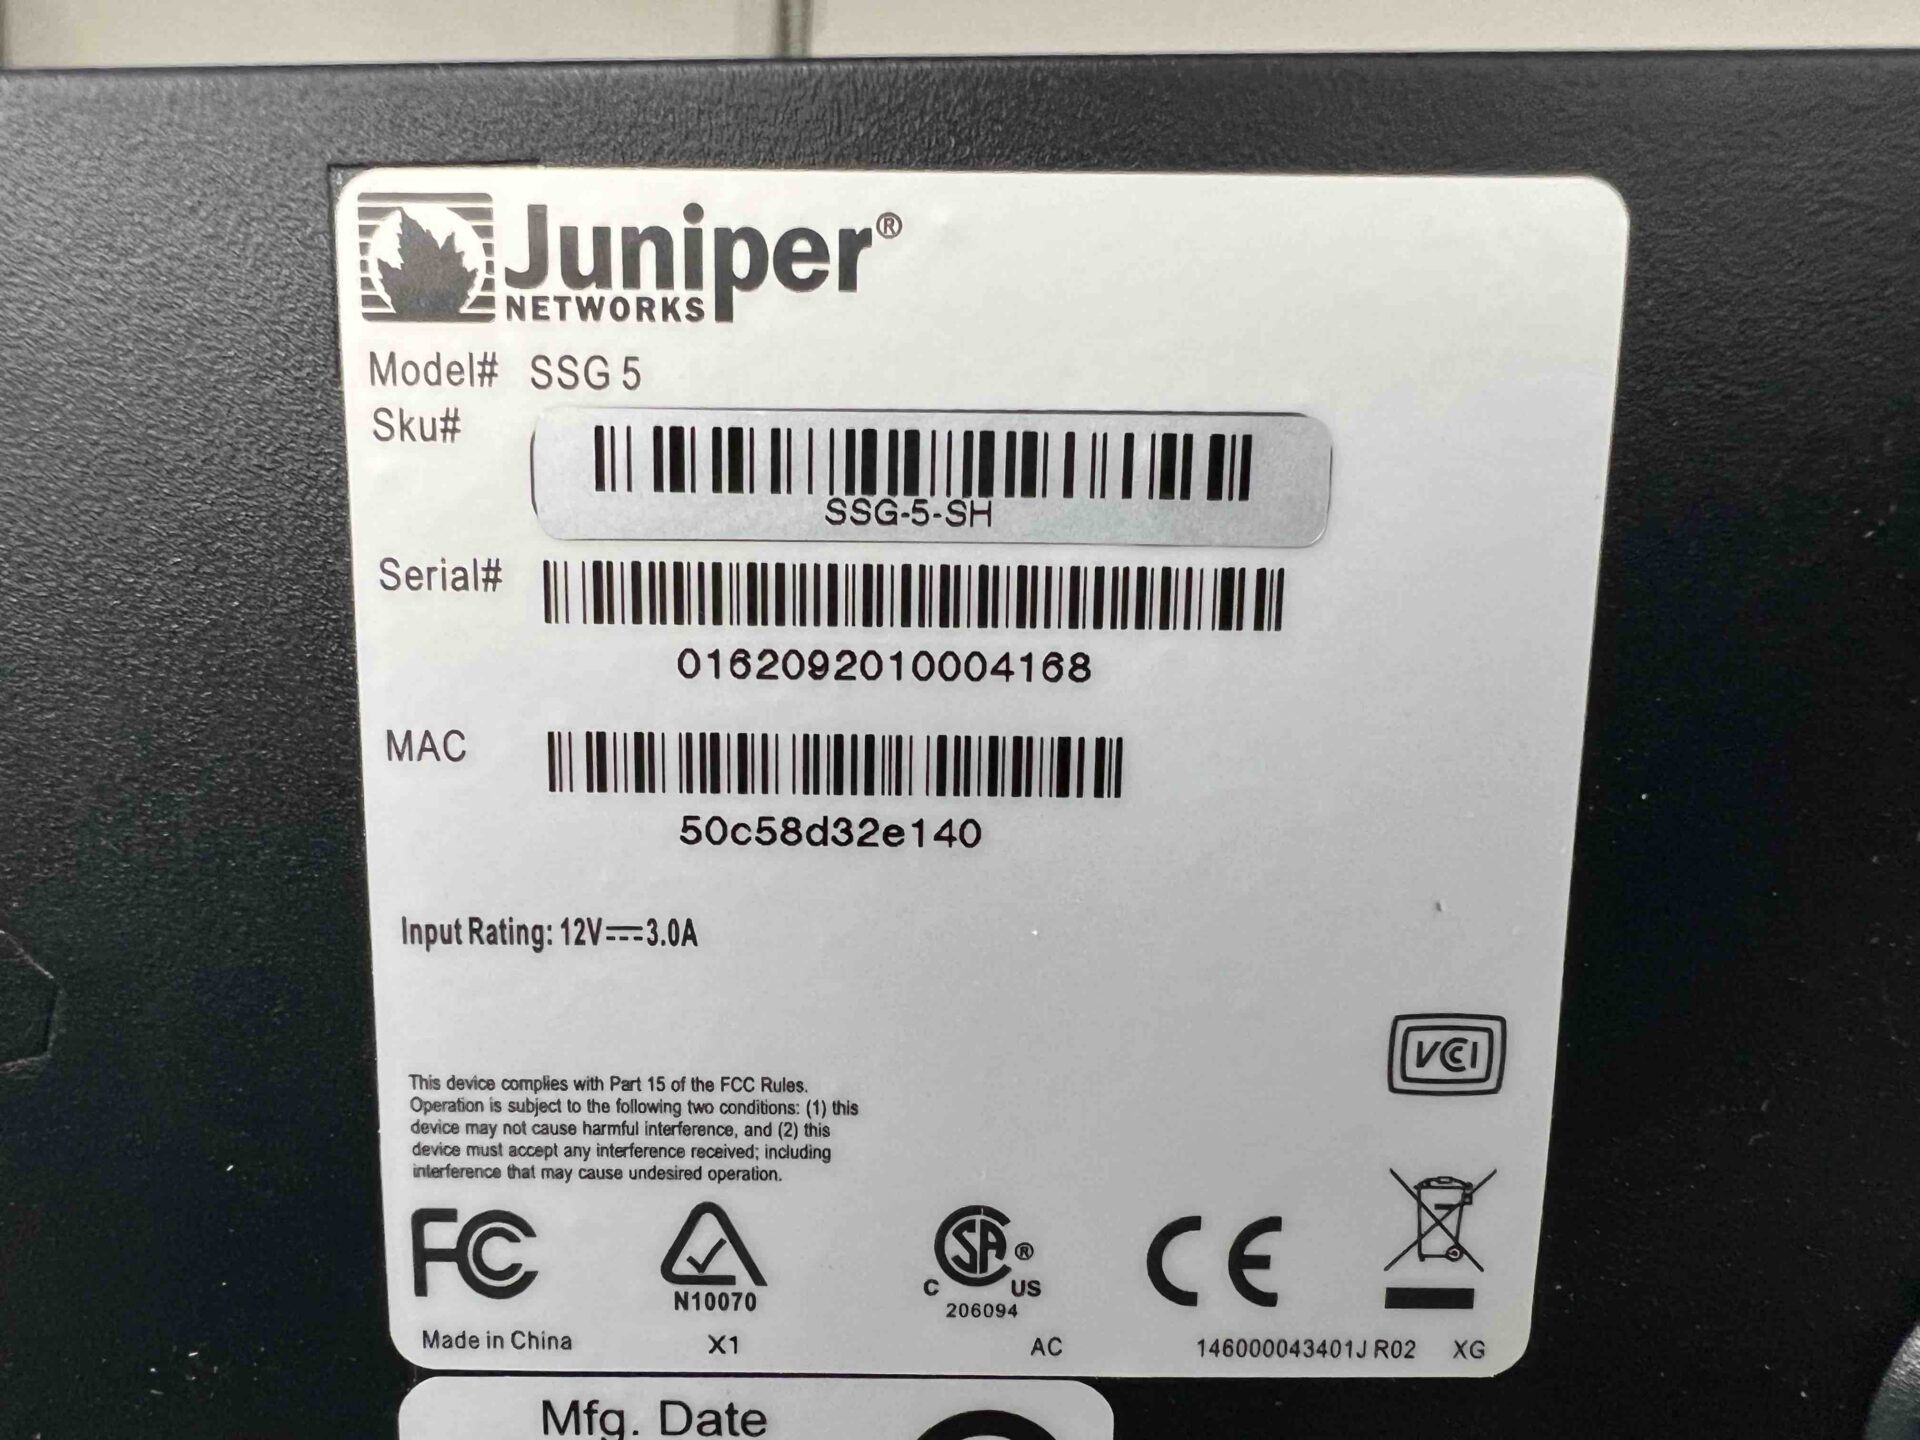 Juniper®
NETWORKS
Model# SSG 5
Sku#
SSG-5-SH
Serial#
0162092010004168
MAC
50c58d32e140
Input Rating: 12V⎓3.0A
This device complies with Part 15 of the FCC Rules.
Operation is subject to the following two conditions: (1) this
device may not cause harmful interference, and (2) this
device must accept any interference received; including
interference that may cause undesired operation.
VCI
FC
N10070
SA®
C US
206094
CE
Made in China X1 AC 146000043401J R02 XG
Mfg. Date